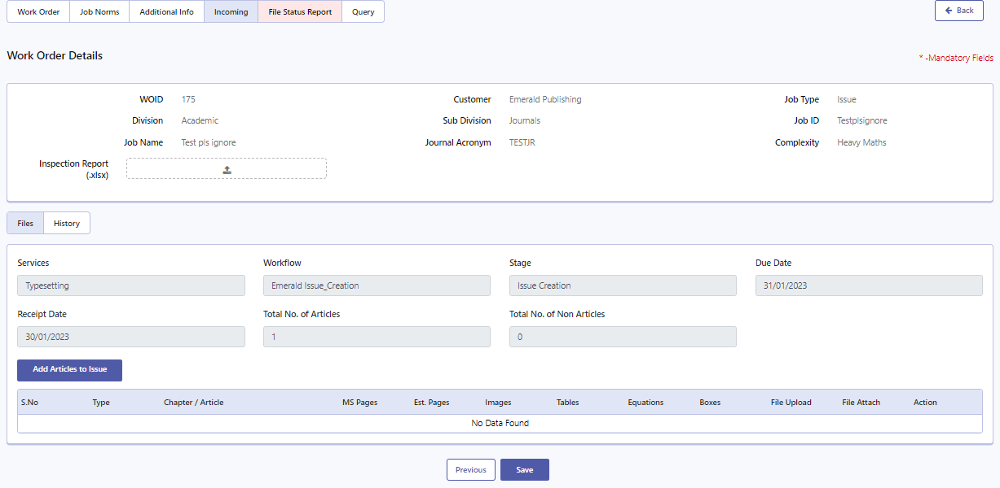 Work Order Job Norms Additional Info Incoming File Status Report Query Back
Work Order Details
* -Mandatory Fields
WOID 175 Customer Emerald Publishing Job Type Issue
Division Academic Sub Division Journals Job ID Testplsignore
Job Name Test pls ignore Journal Acronym TESTJR Complexity Heavy Maths
Inspection Report
(.xlsx)
Files History
Services Workflow Stage Due Date
Typesetting Emerald Issue_Creation Issue Creation 31/01/2023
Receipt Date Total No. of Articles Total No. of Non Articles
30/01/2023 1 0
Add Articles to Issue
S.No Type Chapter / Article MS Pages Est. Pages Images Tables Equations Boxes File Upload File Attach Action
No Data Found
Previous Save